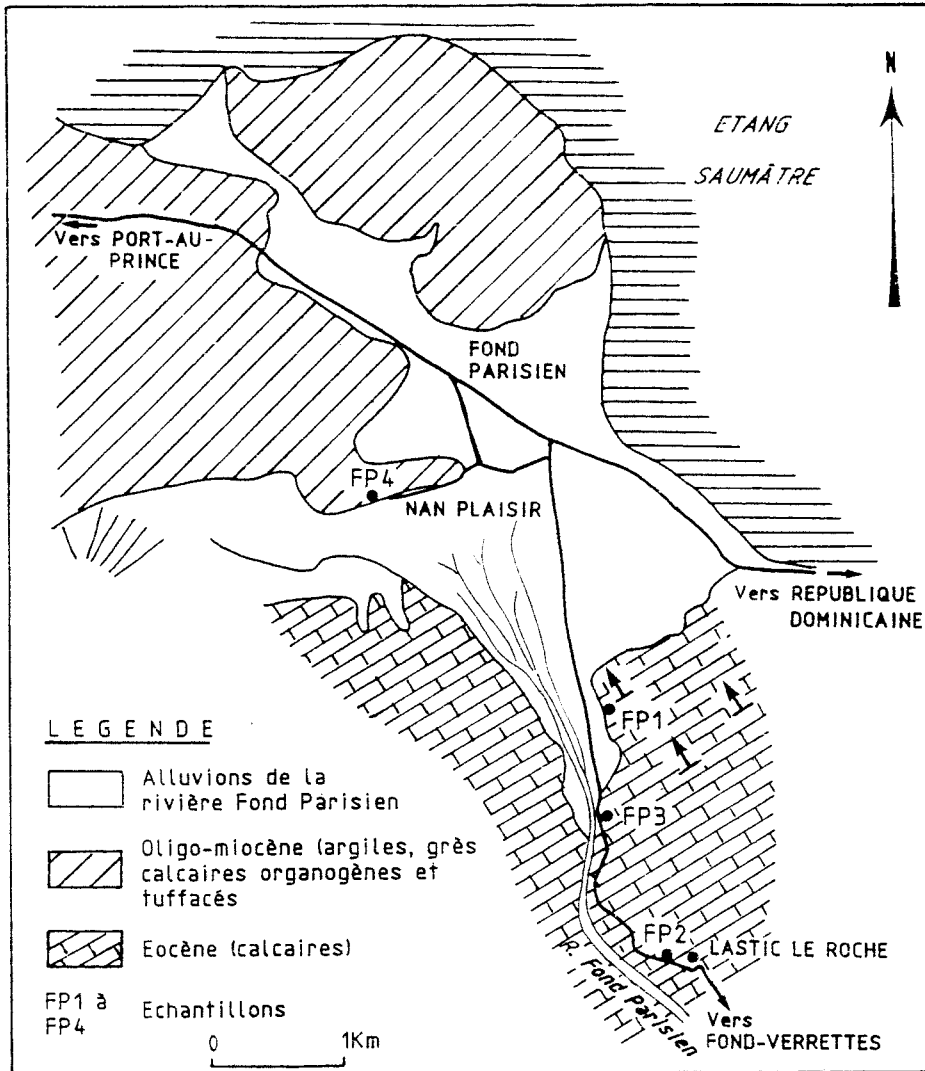 N
ETANG
SAUMÂTRE
Vers PORT-AU-
PRINCE
FOND
PARISIEN
FP4
NAN PLAISIR
Vers REPUBLIQUE
DOMINICAINE
FP1
FP3
FP2
LASTIC LE ROCHE
R. Fond Parisien
Vers
FOND-VERRETTES
LEGENDE
Alluvions de la
rivière Fond Parisien
Oligo-miocène (argiles, grès
calcaires organogènes et
tuffacés
Eocène (calcaires)
FP1 à
FP4
Echantillons
0 1Km